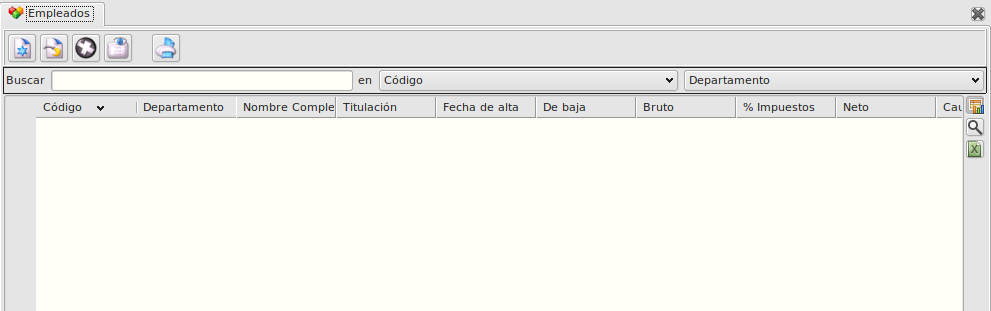 Empleados
Buscar en Código Departamento
Código Departamento Nombre Comple Titulación Fecha de alta De baja Bruto % Impuestos Neto Cau